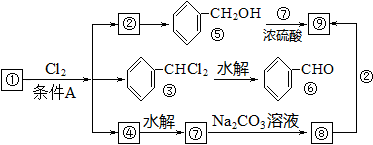 ② CH₂OH ⑤ ⑦ 浓硫酸 ⑨
① Cl₂ 条件A CHCl₂ ③ 水解 CHO ⑥ ②
④ 水解 ⑦ Na₂CO₃溶液 ⑧